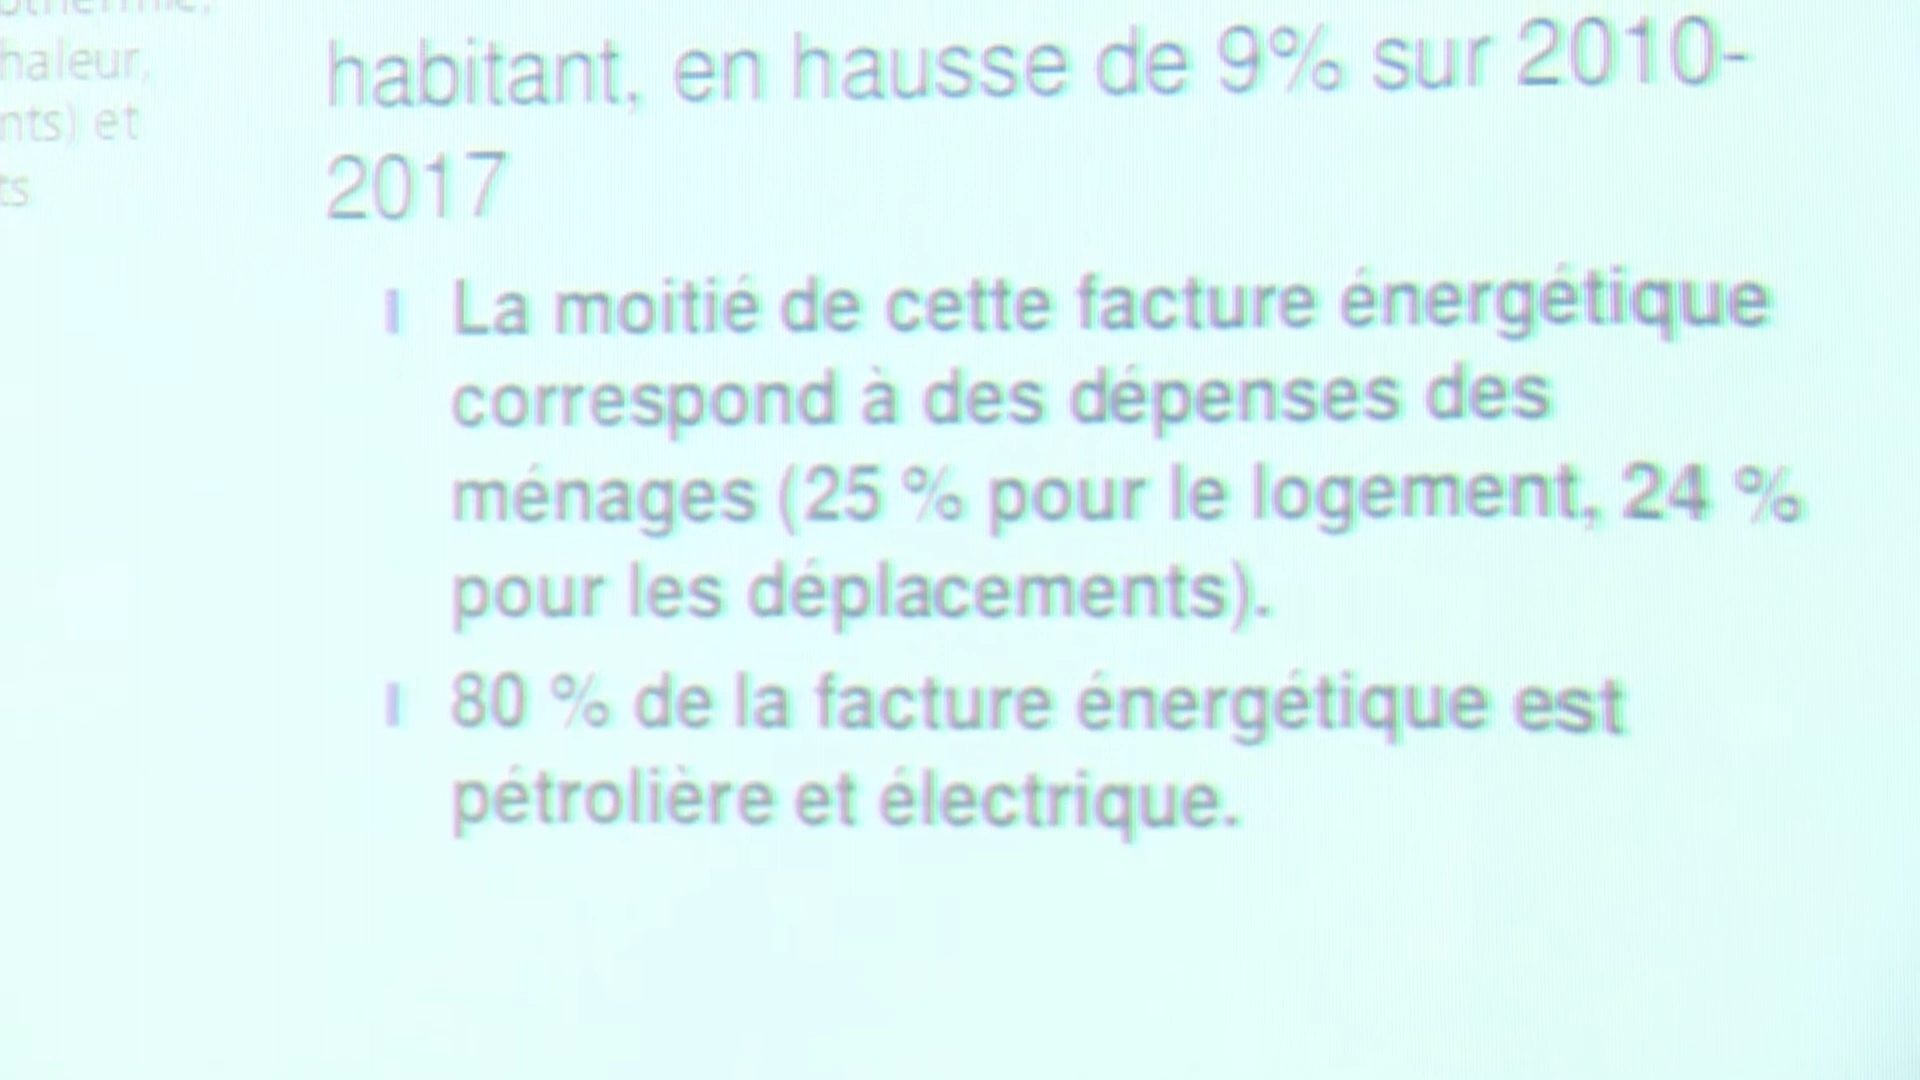 haleur,
nts) et
ts
habitant, en hausse de 9% sur 2010-
2017
La moitié de cette facture énergétique
correspond à des dépenses des
ménages (25 % pour le logement, 24 %
pour les déplacements).
80 % de la facture énergétique est
pétrolière et électrique.